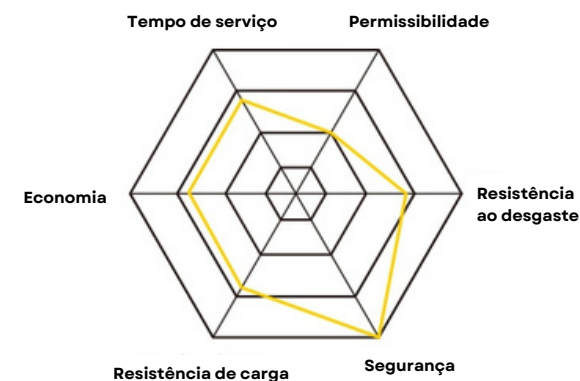 Tempo de serviço
Permissibilidade
Economia
Resistência
ao desgaste
Resistência de carga
Segurança